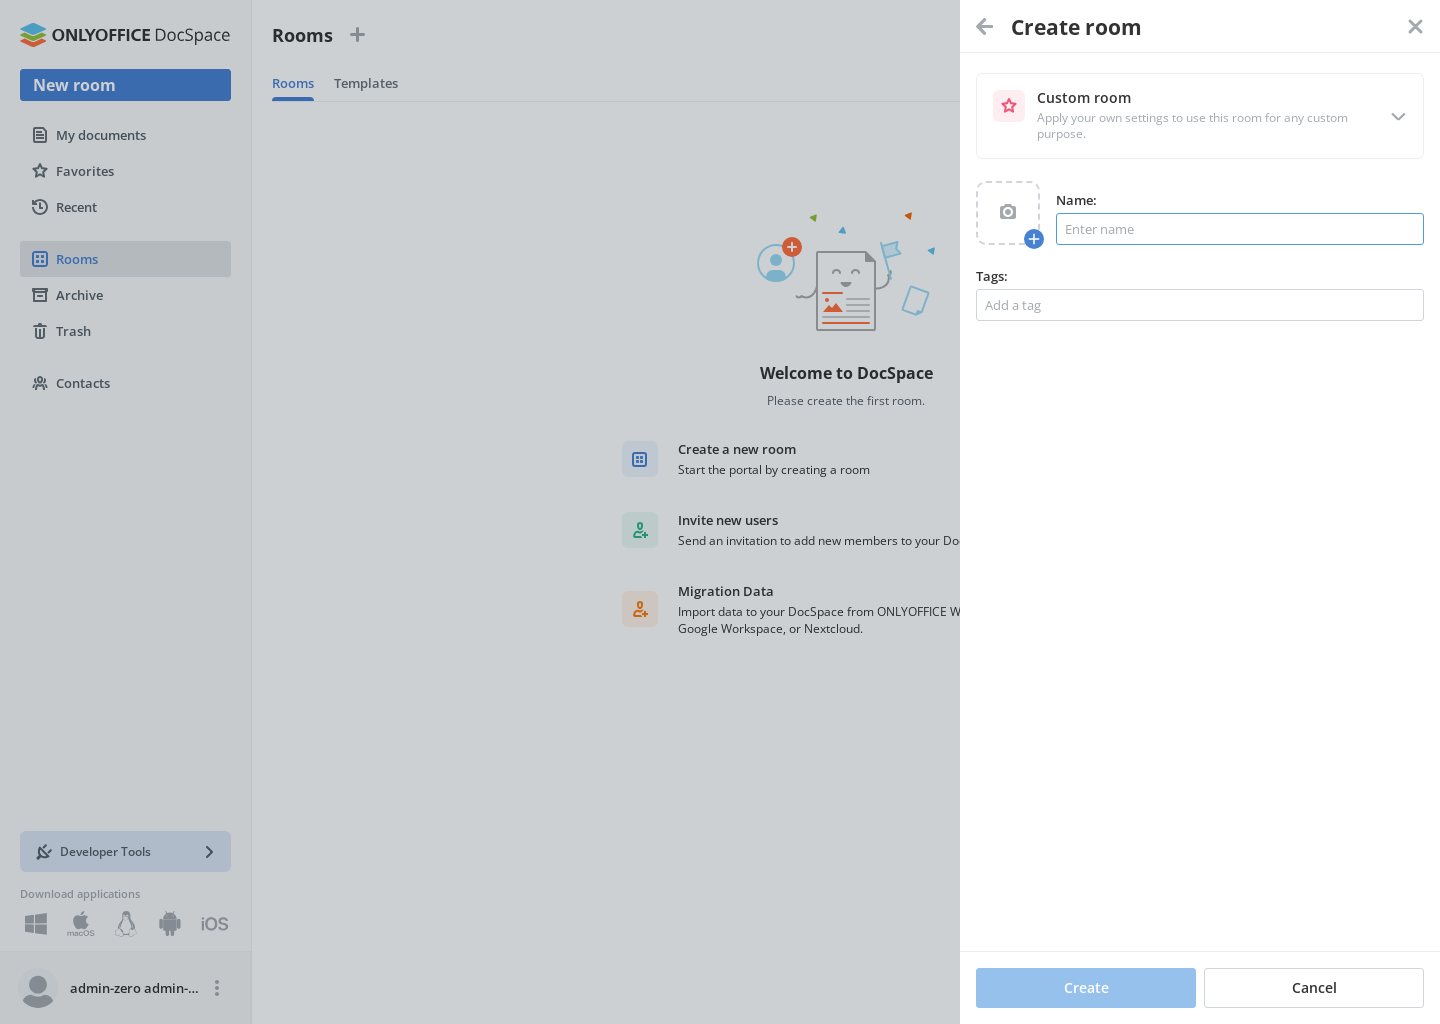 ONLYOFFICE DocSpace
New room
My documents
Favorites
Recent
Rooms
Archive
Trash
Contacts
Developer Tools
Download applications
macOS
iOS
admin-zero admin-...
Rooms
Rooms
Templates
Welcome to DocSpace
Please create the first room.
Create a new room
Start the portal by creating a room
Invite new users
Send an invitation to add new members to your Do
Migration Data
Import data to your DocSpace from ONLYOFFICE W
Google Workspace, or Nextcloud.
Create room
Custom room
Apply your own settings to use this room for any custom
purpose.
Name:
Enter name
Tags:
Add a tag
Create
Cancel